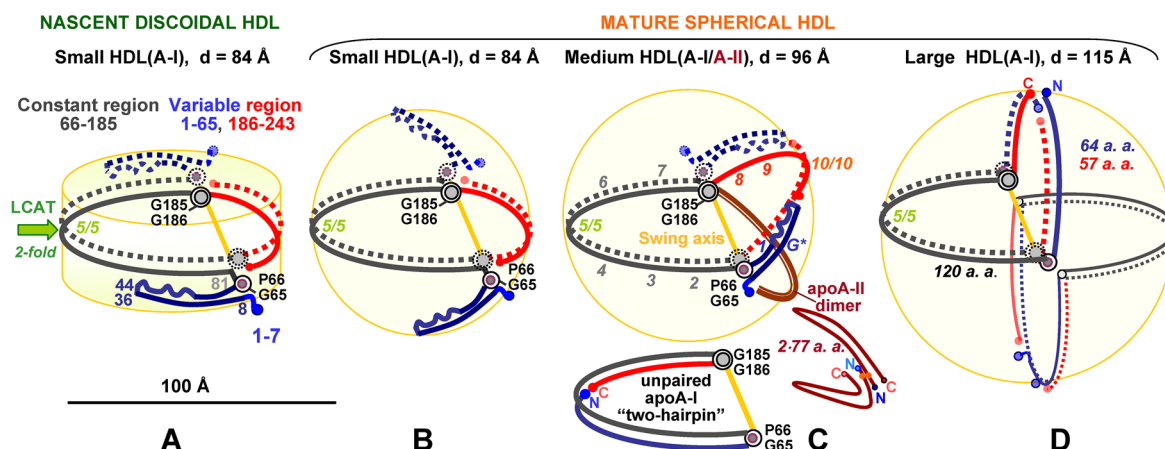 NASCENT DISCOIDAL HDL
MATURE SPHERICAL HDL
Small HDL(A-I), d = 84 Å
Small HDL(A-I), d = 84 Å
Medium HDL(A-I/A-II), d = 96 Å
Large HDL(A-I), d = 115 Å
Constant region
66-185
Variable region
1-65, 186-243
LCAT
2-fold
5/5
G185
G186
P66
G65
81
44
36
8
1-7
100 Å
A
5/5
G185
G186
P66
G65
B
6
7
8
9
10/10
5/5
G185
G186
Swing axis
4
3
2
1
G*
P66
G65
apoA-II
dimer
2·77 a. a.
N
C
C
N
G185
G186
unpaired
apoA-I
"two-hairpin"
N
C
P66
G65
C
C
N
64 a. a.
57 a. a.
5/5
120 a. a.
D